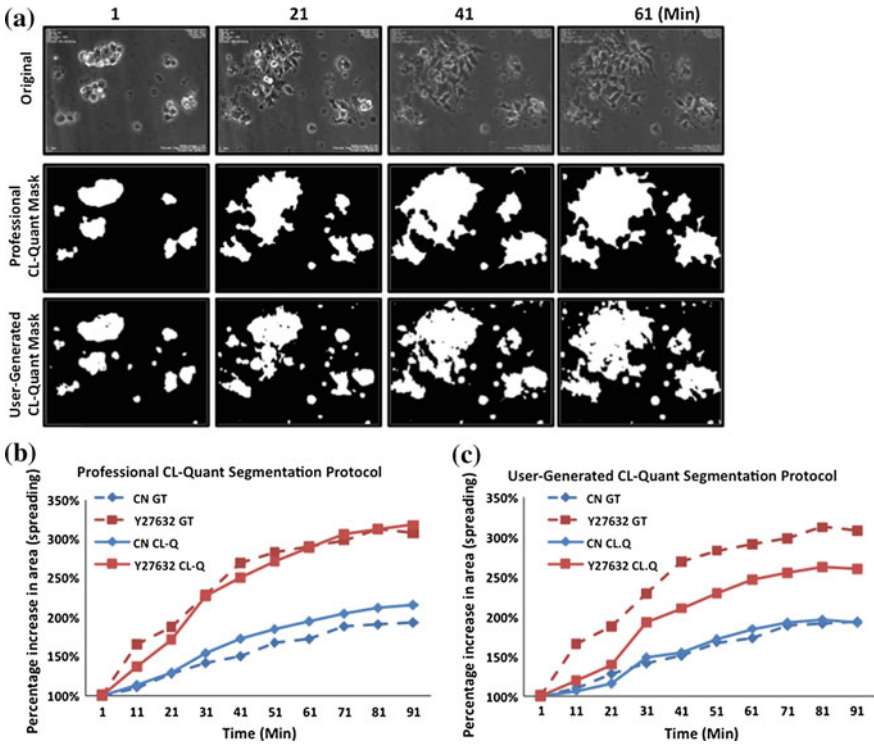 (a)
1 21 41 61 (Min)
Original
Professional
CL-Quant Mask
User-Generated
CL-Quant Mask
(b)
Professional CL-Quant Segmentation Protocol
Percentage increase in area (spreading)
350%
300%
250%
200%
150%
100%
CN GT
Y27632 GT
CN CL-Q
Y27632 CL-Q
1 11 21 31 41 51 61 71 81 91
Time (Min)
(c)
User-Generated CL-Quant Segmentation Protocol
Percentage increase in area (spreading)
350%
300%
250%
200%
150%
100%
CN GT
Y27632 GT
CN CL.Q
Y27632 CL.Q
1 11 21 31 41 51 61 71 81 91
Time (Min)